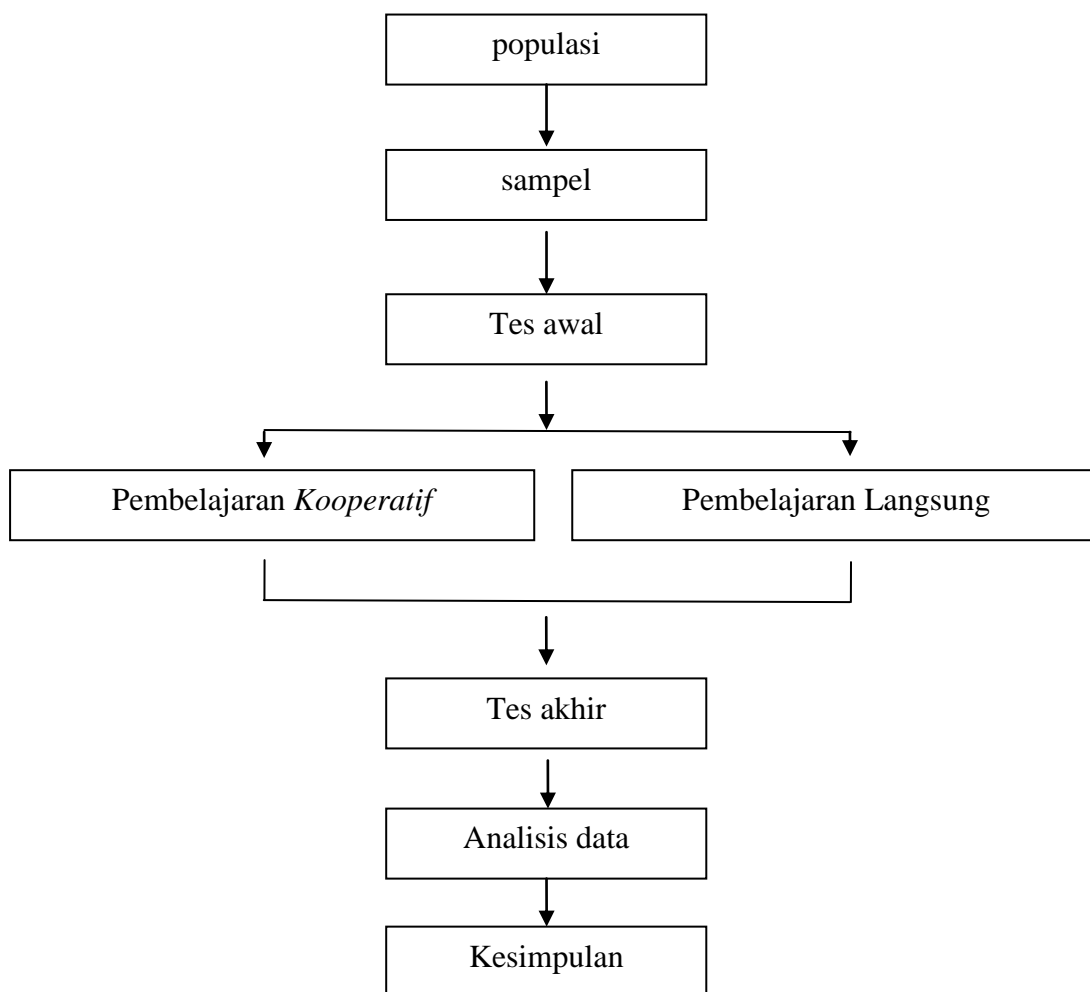 populasi
sampel
Tes awal
Pembelajaran Kooperatif
Pembelajaran Langsung
Tes akhir
Analisis data
Kesimpulan